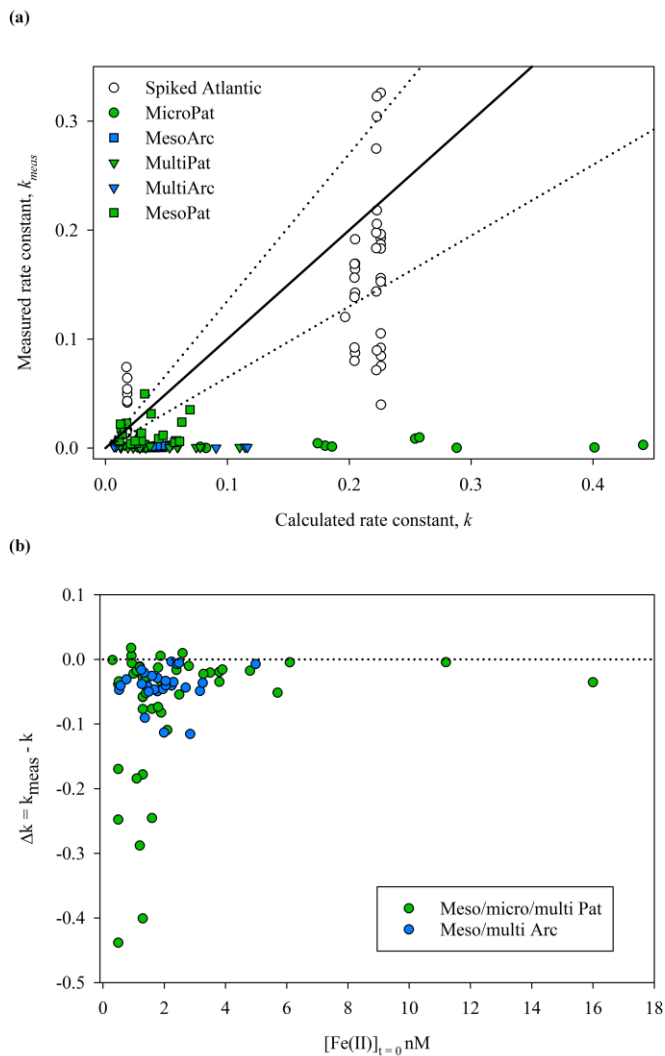 (a)
Spiked Atlantic
MicroPat
MesoArc
MultiPat
MultiArc
MesoPat
0.3
0.2
0.1
0.0
Measured rate constant, k_meas
0.0 0.1 0.2 0.3 0.4
Calculated rate constant, k
(b)
0.1
0.0
-0.1
-0.2
-0.3
-0.4
-0.5
Δk = k_meas - k
Meso/micro/multi Pat
Meso/multi Arc
0 2 4 6 8 10 12 14 16 18
[Fe(II)]_t = 0 nM